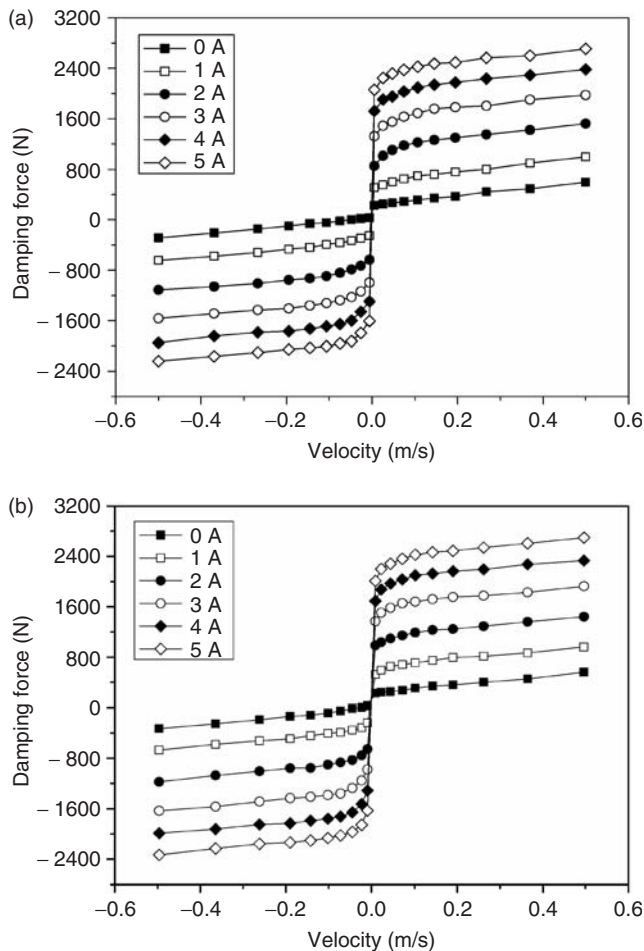 (a)
3200
2400
1600
800
0
− 800
− 1600
− 2400
Damping force (N)
0 A
1 A
2 A
3 A
4 A
5 A
−0.6
−0.4
−0.2
0.0
0.2
0.4
0.6
Velocity (m/s)
(b)
3200
2400
1600
800
0
− 800
− 1600
− 2400
Damping force (N)
0 A
1 A
2 A
3 A
4 A
5 A
−0.6
−0.4
−0.2
0.0
0.2
0.4
0.6
Velocity (m/s)